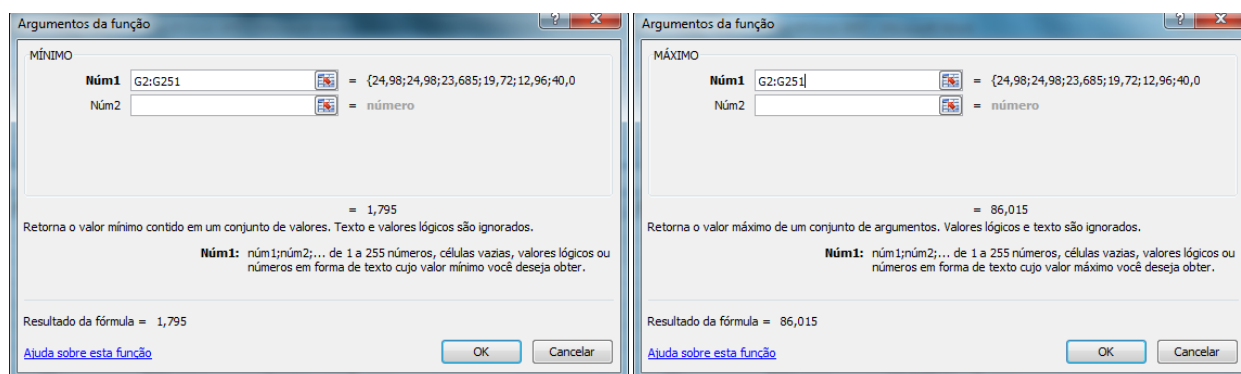 Argumentos da função
MÍNIMO
Núm1 G2:G251 = {24,98;24,98;23,685;19,72;12,96;40,0
Núm2 = número
= 1,795
Retorna o valor mínimo contido em um conjunto de valores. Texto e valores lógicos são ignorados.
Núm1: núm1;núm2;... de 1 a 255 números, células vazias, valores lógicos ou
números em forma de texto cujo valor mínimo você deseja obter.
Resultado da fórmula = 1,795
Ajuda sobre esta função OK Cancelar
Argumentos da função
MÁXIMO
Núm1 G2:G251 = {24,98;24,98;23,685;19,72;12,96;40,0
Núm2 = número
= 86,015
Retorna o valor máximo de um conjunto de argumentos. Valores lógicos e texto são ignorados.
Núm1: núm1;núm2;... de 1 a 255 números, células vazias, valores lógicos ou
números em forma de texto cujo valor máximo você deseja obter.
Resultado da fórmula = 86,015
Ajuda sobre esta função OK Cancelar